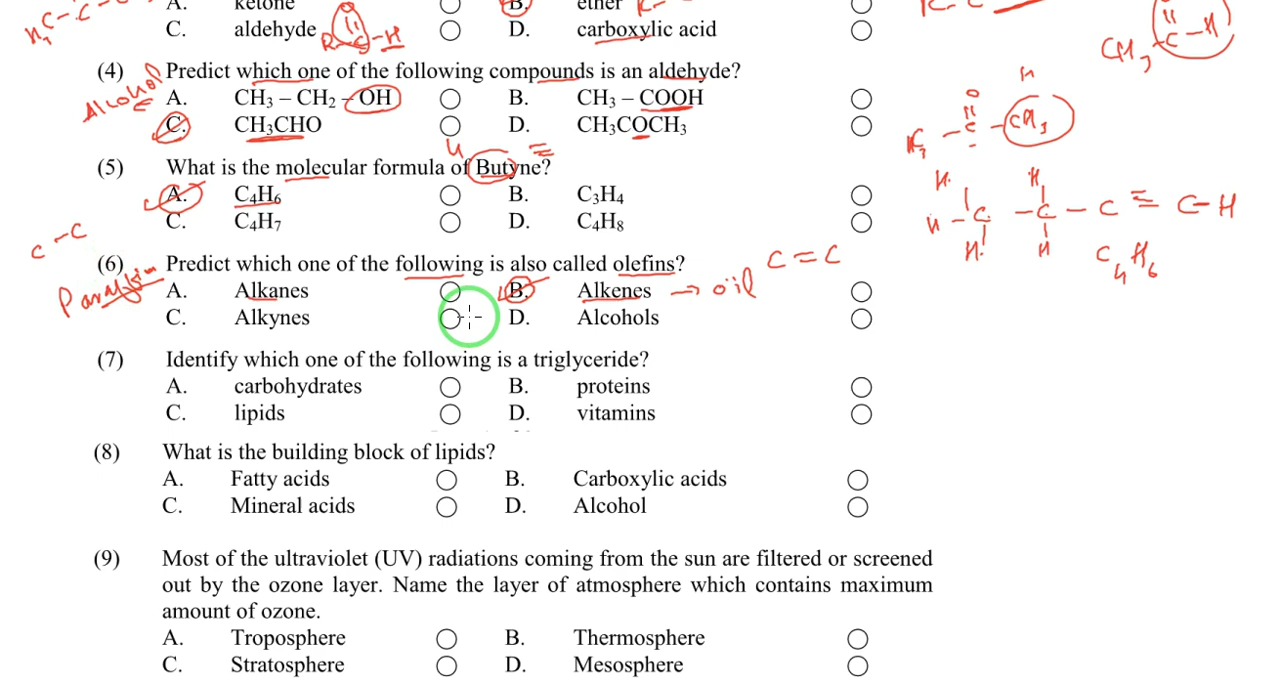 A. ketone B. ether
C. aldehyde R-C-H D. carboxylic acid
CH3-C-H
(4) Predict which one of the following compounds is an aldehyde?
Alcohol A. CH₃ – CH₂ – OH B. CH₃ – COOH
C. CH₃CHO D. CH₃COCH₃
4
(5) What is the molecular formula of Butyne?
A. C₄H₆ B. C₃H₄
C. C₄H₇ D. C₄H₈
H-C-C-C≡C-H
C4H6
C-C
(6) Predict which one of the following is also called olefins? C=C
A. Alkanes B. Alkenes → oil
C. Alkynes D. Alcohols
(7) Identify which one of the following is a triglyceride?
A. carbohydrates B. proteins
C. lipids D. vitamins
(8) What is the building block of lipids?
A. Fatty acids B. Carboxylic acids
C. Mineral acids D. Alcohol
(9) Most of the ultraviolet (UV) radiations coming from the sun are filtered or screened
out by the ozone layer. Name the layer of atmosphere which contains maximum
amount of ozone.
A. Troposphere B. Thermosphere
C. Stratosphere D. Mesosphere